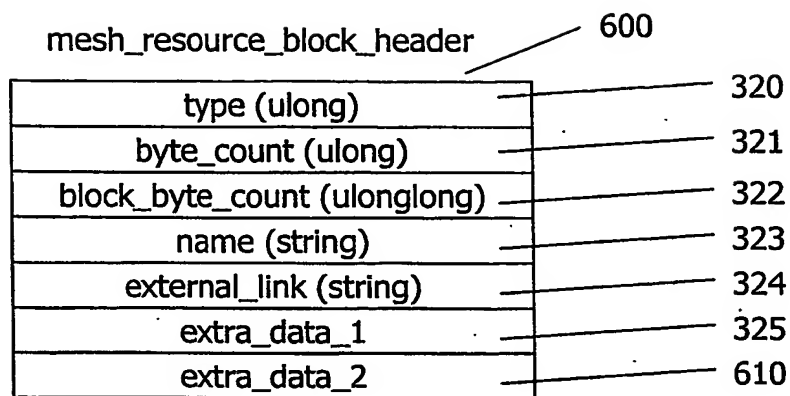 mesh_resource_block_header 600
type (ulong) 320
byte_count (ulong) 321
block_byte_count (ulonglong) 322
name (string) 323
external_link (string) 324
extra_data_1 325
extra_data_2 610